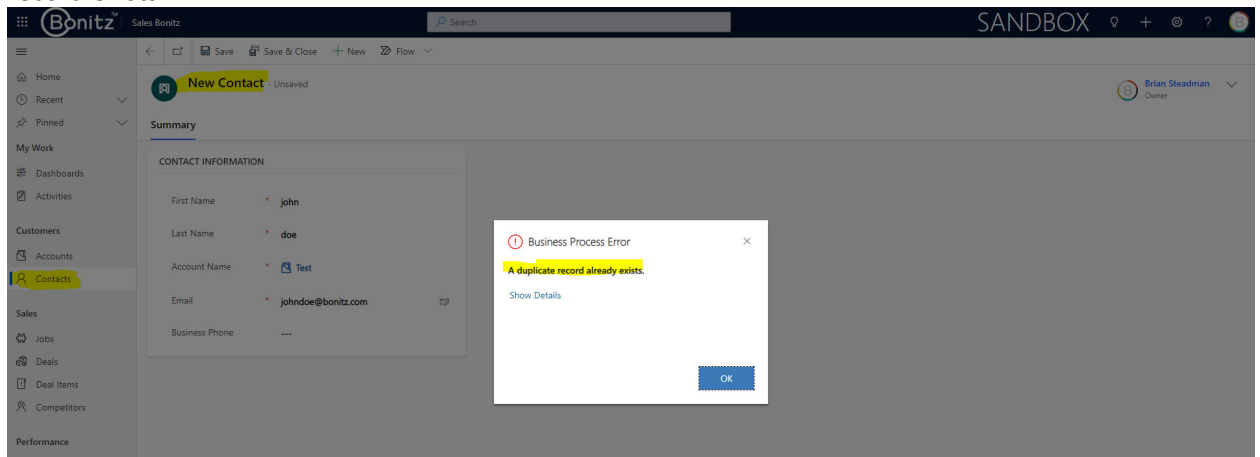 Bonitz™ Sales Bonitz Search SANDBOX
Save Save & Close New Flow
Home
Recent
Pinned
My Work
Dashboards
Activities
Customers
Accounts
Contacts
Sales
Jobs
Deals
Deal Items
Competitors
Performance
New Contact - Unsaved
Brian Steadman
Owner
Summary
CONTACT INFORMATION
First Name * john
Last Name * doe
Account Name * Test
Email * johndoe@bonitz.com
Business Phone ---
Business Process Error
A duplicate record already exists.
Show Details
OK